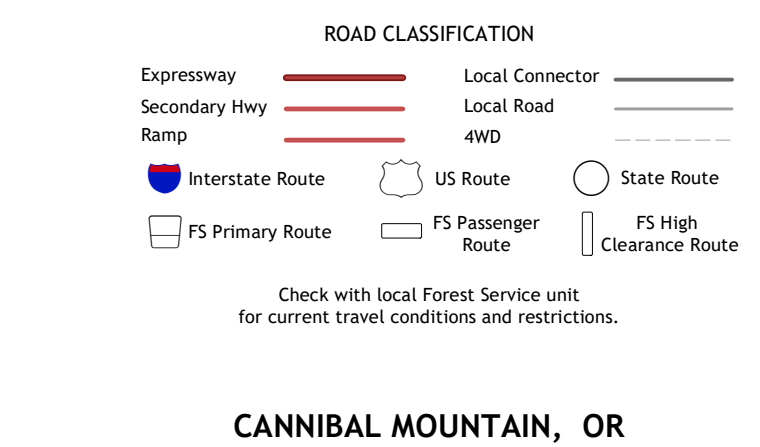 ROAD CLASSIFICATION
Expressway
Local Connector
Secondary Hwy
Local Road
Ramp
4WD
Interstate Route
US Route
State Route
FS Primary Route
FS Passenger
Route
FS High
Clearance Route
Check with local Forest Service unit
for current travel conditions and restrictions.
CANNIBAL MOUNTAIN, OR